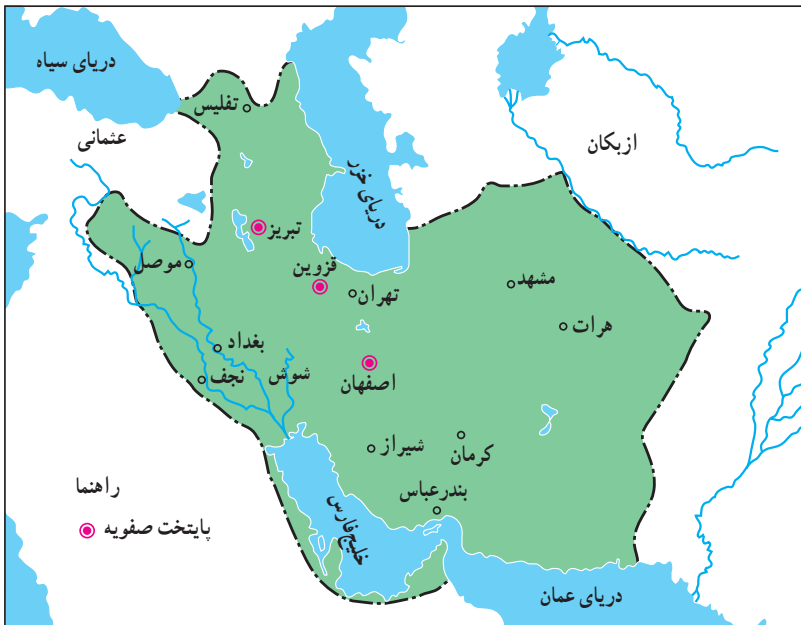 دریای سیاه
تفلیس
عثمانی
ازبکان
دریای خزر
تبریز
موصل
قزوین
تهران
مشهد
هرات
بغداد
نجف
شوش
اصفهان
شیراز
کرمان
بندرعباس
خلیج فارس
دریای عمان
راهنما
پایتخت صفویه